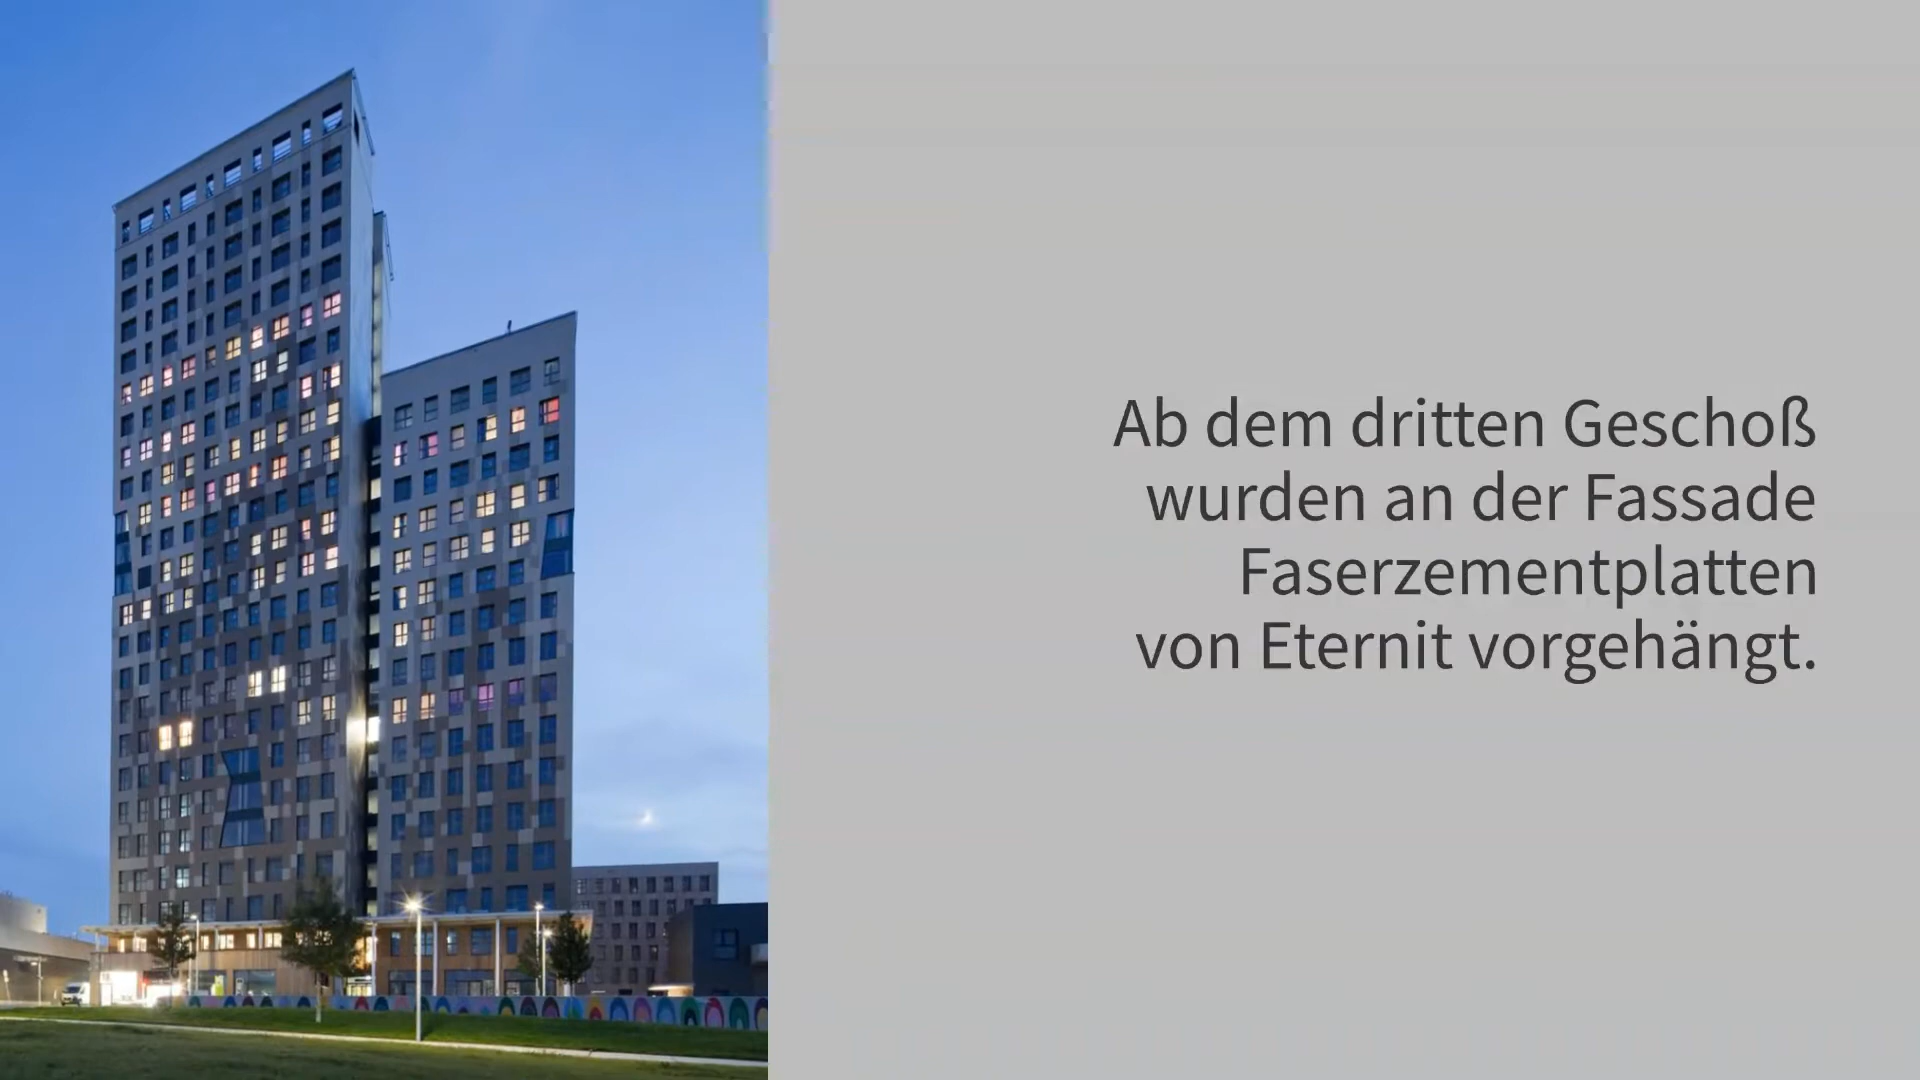 Ab dem dritten Geschoß
wurden an der Fassade
Faserzementplatten
von Eternit vorgehängt.